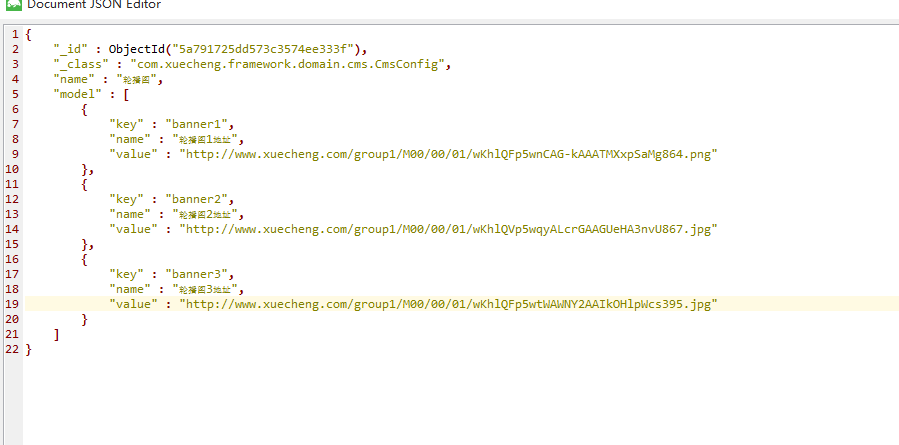 Document JSON Editor
1 {
2 "_id" : ObjectId("5a791725dd573c3574ee333f"),
3 "_class" : "com.xuecheng.framework.domain.cms.CmsConfig",
4 "name" : "轮播图",
5 "model" : [
6 {
7 "key" : "banner1",
8 "name" : "轮播图1地址",
9 "value" : "http://www.xuecheng.com/group1/M00/00/01/wKhlQFp5wnCAG-kAAATMXxpSaMg864.png"
10 },
11 {
12 "key" : "banner2",
13 "name" : "轮播图2地址",
14 "value" : "http://www.xuecheng.com/group1/M00/00/01/wKhlQVp5wqyALcrGAAGUeHA3nvU867.jpg"
15 },
16 {
17 "key" : "banner3",
18 "name" : "轮播图3地址",
19 "value" : "http://www.xuecheng.com/group1/M00/00/01/wKhlQFp5wtWAWNY2AAIkOHlpWcs395.jpg"
20 }
21 ]
22 }